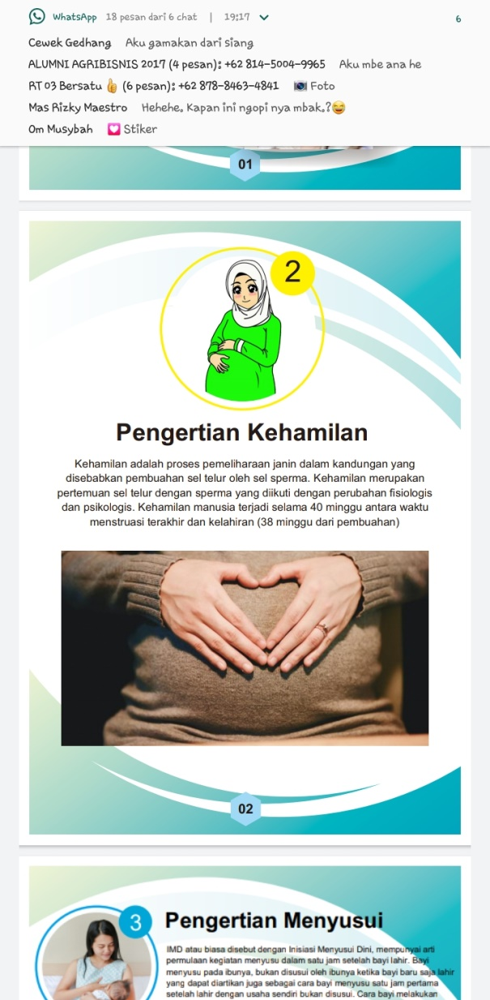 WhatsApp 18 pesan dari 6 chat | 19:17
6
Cewek Gedhang Aku gamakan dari siang
ALUMNI AGRIBISNIS 2017 (4 pesan): +62 814-5004-9965 Aku mbe ana he
RT 03 Bersatu 👍 (6 pesan): +62 878-8463-4841 📷 Foto
Mas Rizky Maestro Hehehe. Kapan ini ngopi nya mbak.?😂
Om Musybah 💟 Stiker
01
2
Pengertian Kehamilan
Kehamilan adalah proses pemeliharaan janin dalam kandungan yang
disebabkan pembuahan sel telur oleh sel sperma. Kehamilan merupakan
pertemuan sel telur dengan sperma yang diikuti dengan perubahan fisiologis
dan psikologis. Kehamilan manusia terjadi selama 40 minggu antara waktu
menstruasi terakhir dan kelahiran (38 minggu dari pembuahan)
02
3
Pengertian Menyusui
IMD atau biasa disebut dengan Inisiasi Menyusui Dini, mempunyai arti
permulaan kegiatan menyusu dalam satu jam setelah bayi lahir. Bayi
menyusu pada ibunya, bukan disusui oleh ibunya ketika bayi baru saja lahir
yang dapat diartikan juga sebagai cara bayi menyusu satu jam pertama
setelah lahir dengan usaha sendiri bukan disusui. Cara bayi melakukan